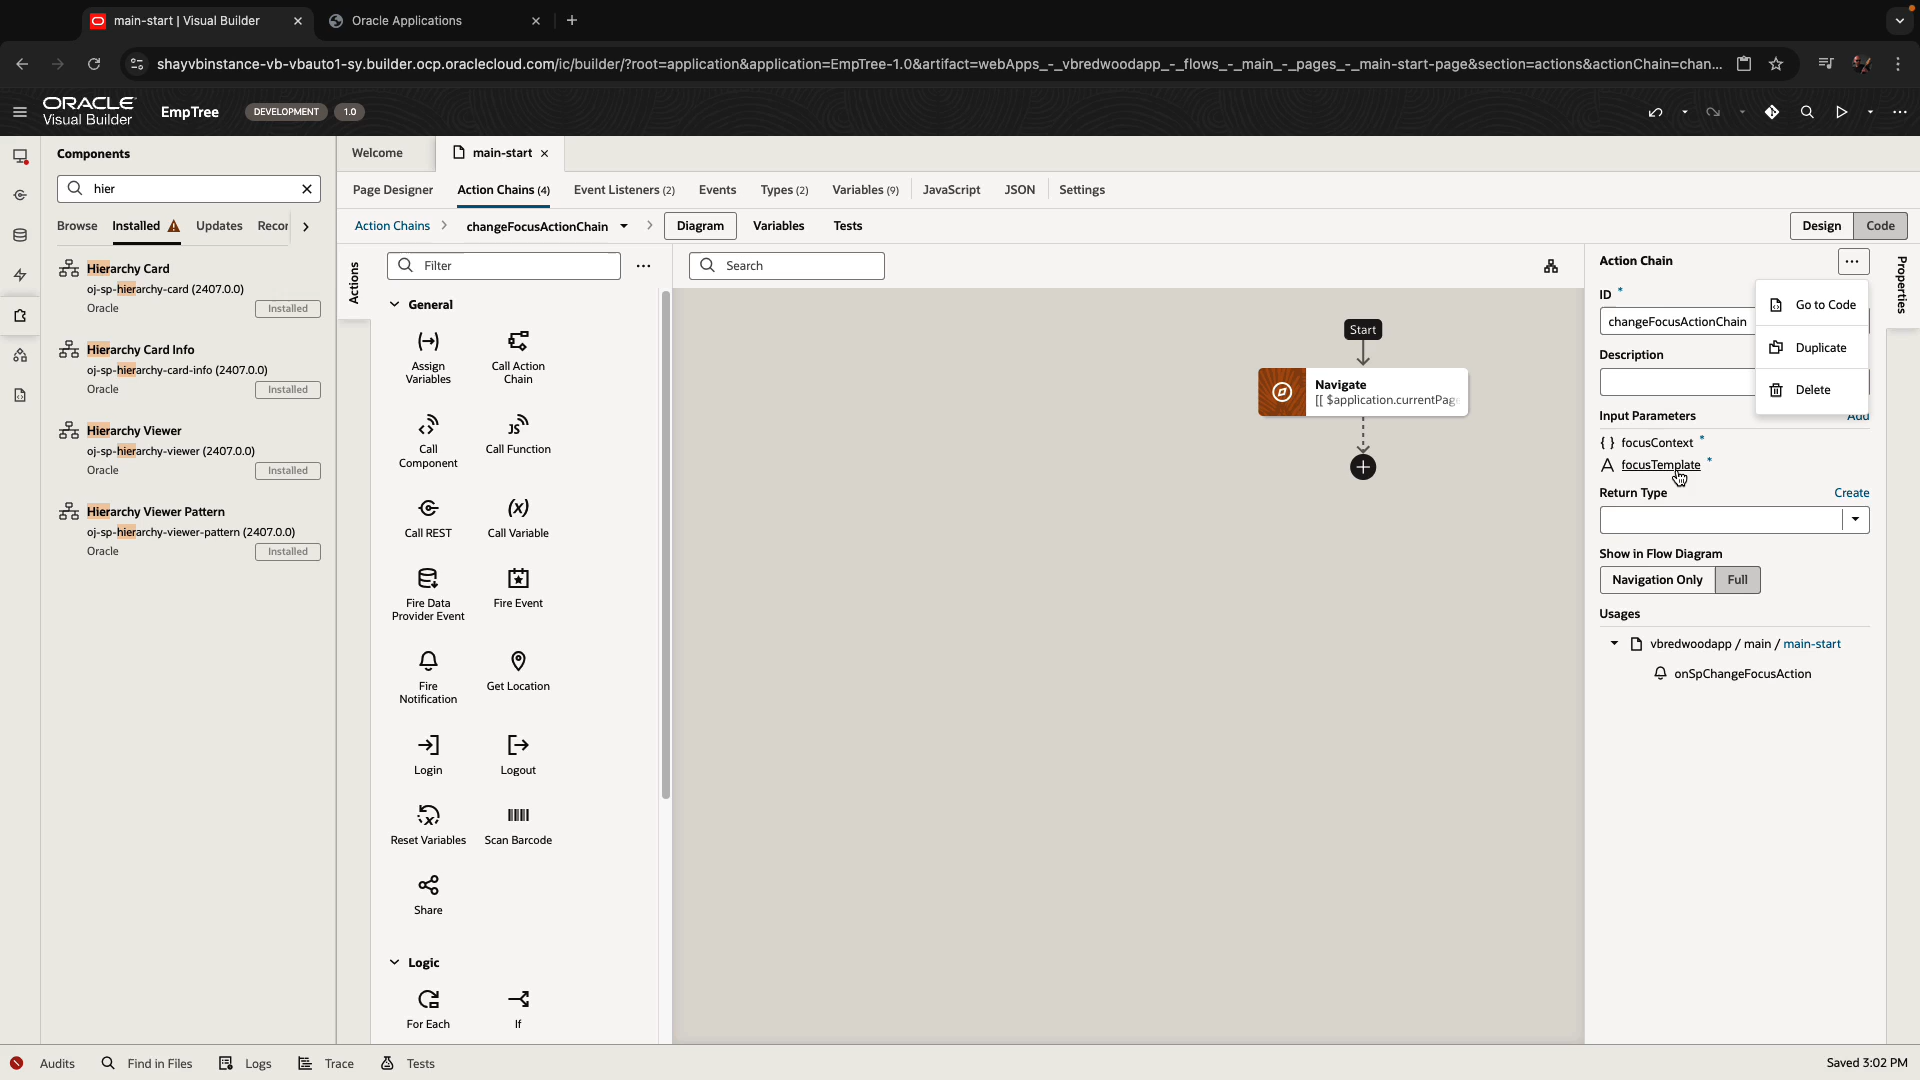 main-start | Visual Builder
Oracle Applications
shayvbinstance-vb-vbauto1-sy.builder.ocp.oraclecloud.com/ic/builder/?root=application&application=EmpTree-1.0&artifact=webApps_-_vbredwoodapp_-_flows_-_main_-_pages_-_main-start-page&section=actions&actionChain=chan...
ORACLE
Visual Builder
EmpTree
DEVELOPMENT
1.0
Components
Welcome
main-start
hier
Page Designer
Action Chains (4)
Event Listeners (2)
Events
Types (2)
Variables (9)
JavaScript
JSON
Settings
Browse
Installed
Updates
Recor
Action Chains
changeFocusActionChain
Diagram
Variables
Tests
Design
Code
Hierarchy Card
oj-sp-hierarchy-card (2407.0.0)
Oracle
Installed
Hierarchy Card Info
oj-sp-hierarchy-card-info (2407.0.0)
Oracle
Installed
Hierarchy Viewer
oj-sp-hierarchy-viewer (2407.0.0)
Oracle
Installed
Hierarchy Viewer Pattern
oj-sp-hierarchy-viewer-pattern (2407.0.0)
Oracle
Installed
Actions
Filter
General
Assign
Variables
Call Action
Chain
Call
Component
Call Function
Call REST
Call Variable
Fire Data
Provider Event
Fire Event
Fire
Notification
Get Location
Login
Logout
Reset Variables
Scan Barcode
Share
Logic
For Each
If
Search
Start
Navigate
[[ $application.currentPag
Action Chain
ID *
changeFocusActionChain
Go to Code
Duplicate
Delete
Description
Input Parameters
Add
{ } focusContext *
A focusTemplate *
Return Type
Create
Show in Flow Diagram
Navigation Only
Full
Usages
vbredwoodapp / main / main-start
onSpChangeFocusAction
Properties
Audits
Find in Files
Logs
Trace
Tests
Saved 3:02 PM